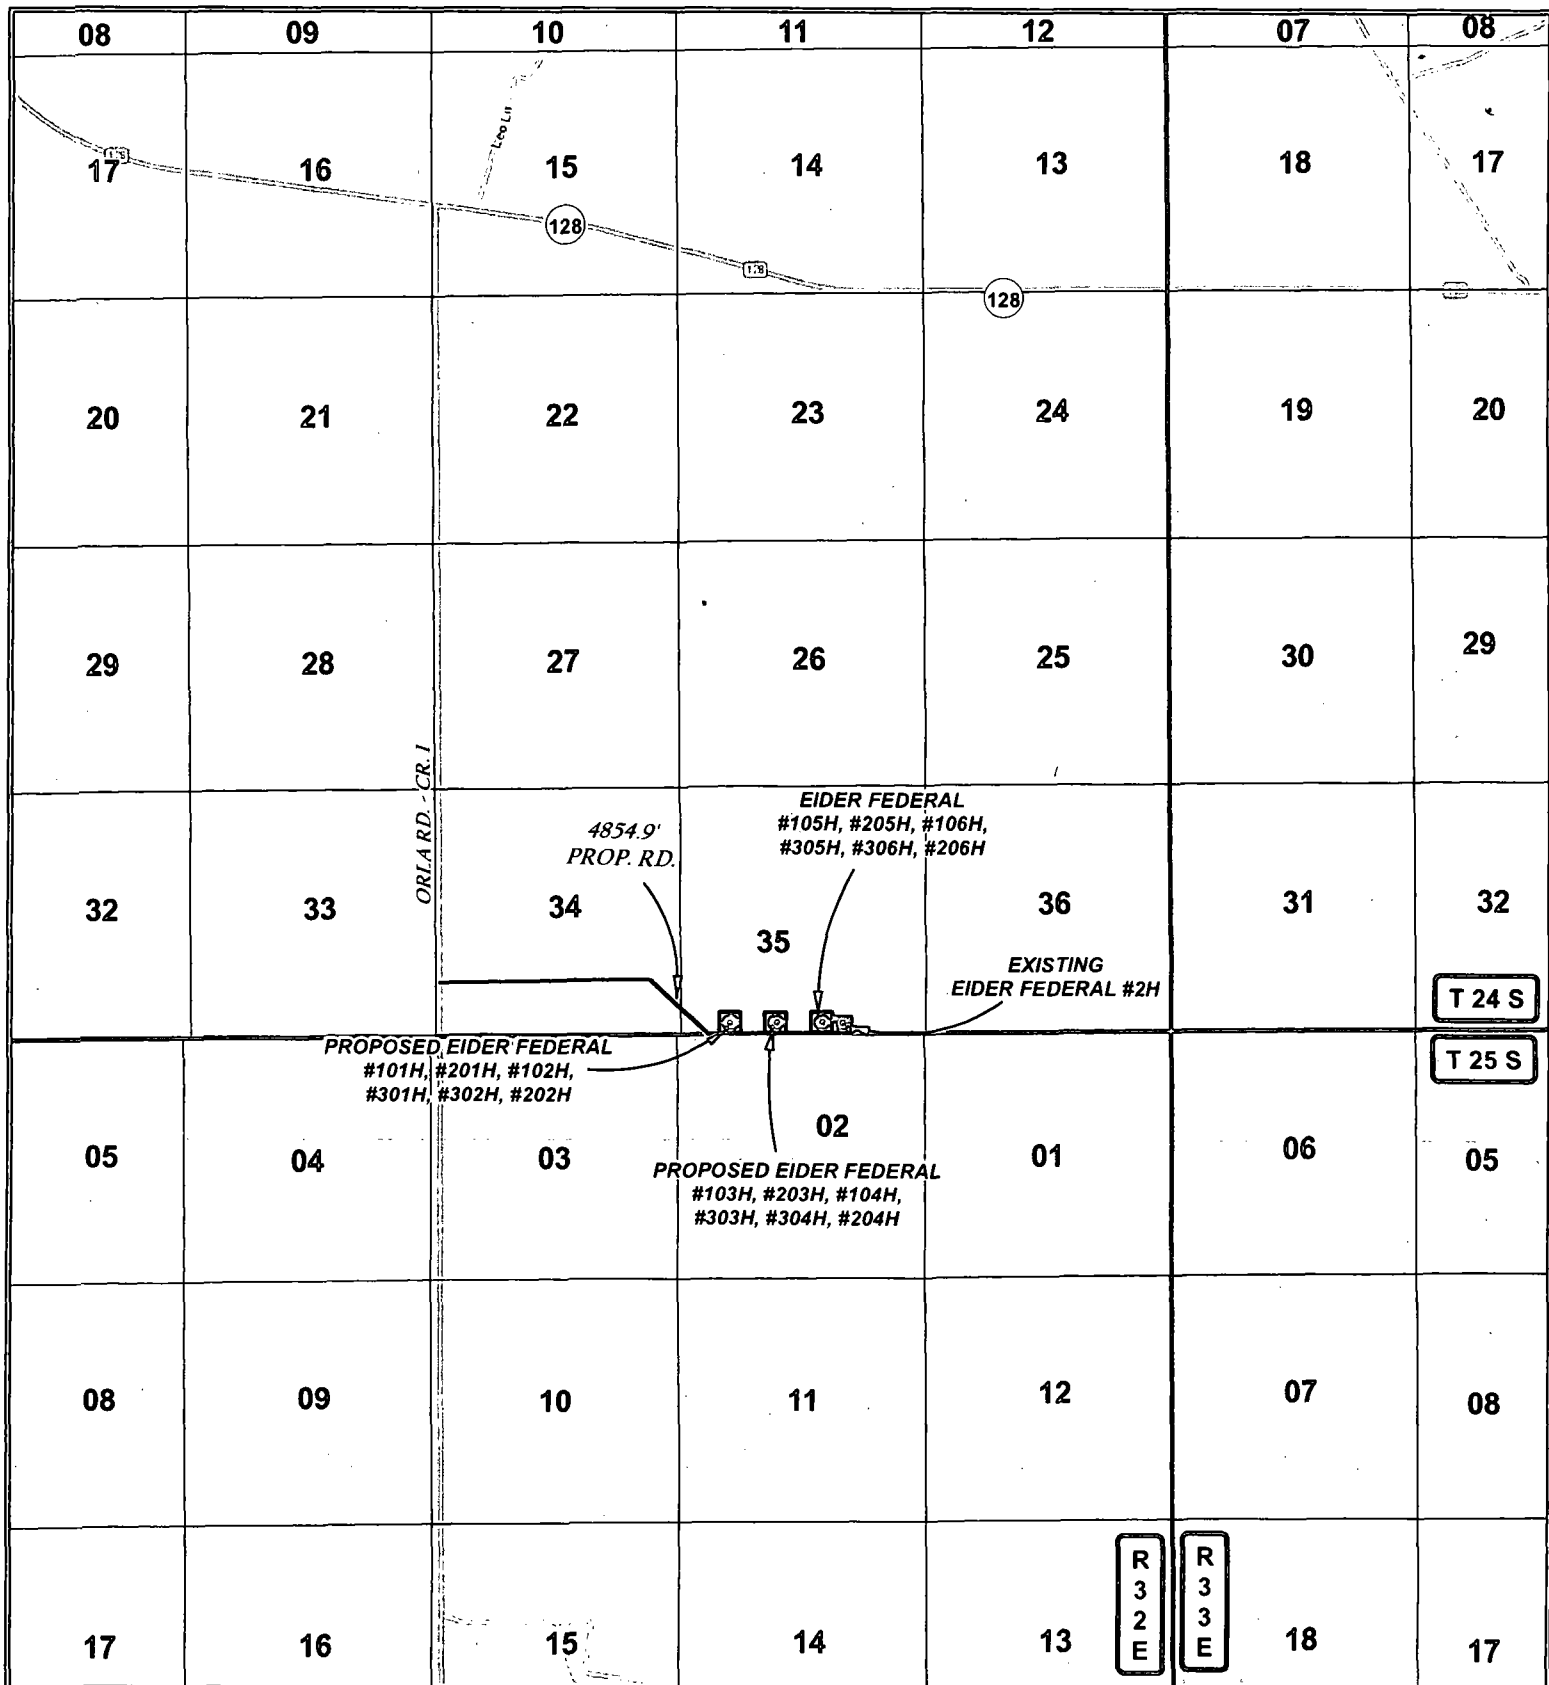 08 09 10 11 12 07 08
Leo Ln
17 16 15 14 13 18 17
128
128
128
20 21 22 23 24 19 20
29 28 27 26 25 30 29
ORLA RD. - CR. 1
4854.9'
PROP. RD.
EIDER FEDERAL
#105H, #205H, #106H,
#305H, #306H, #206H
32 33 34 35 36 31 32
EXISTING
EIDER FEDERAL #2H
T 24 S
T 25 S
PROPOSED EIDER FEDERAL
#101H, #201H, #102H,
#301H, #302H, #202H
05 04 03 02 01 06 05
PROPOSED EIDER FEDERAL
#103H, #203H, #104H,
#303H, #304H, #204H
08 09 10 11 12 07 08
R
3
2
E
R
3
3
E
17 16 15 14 13 18 17